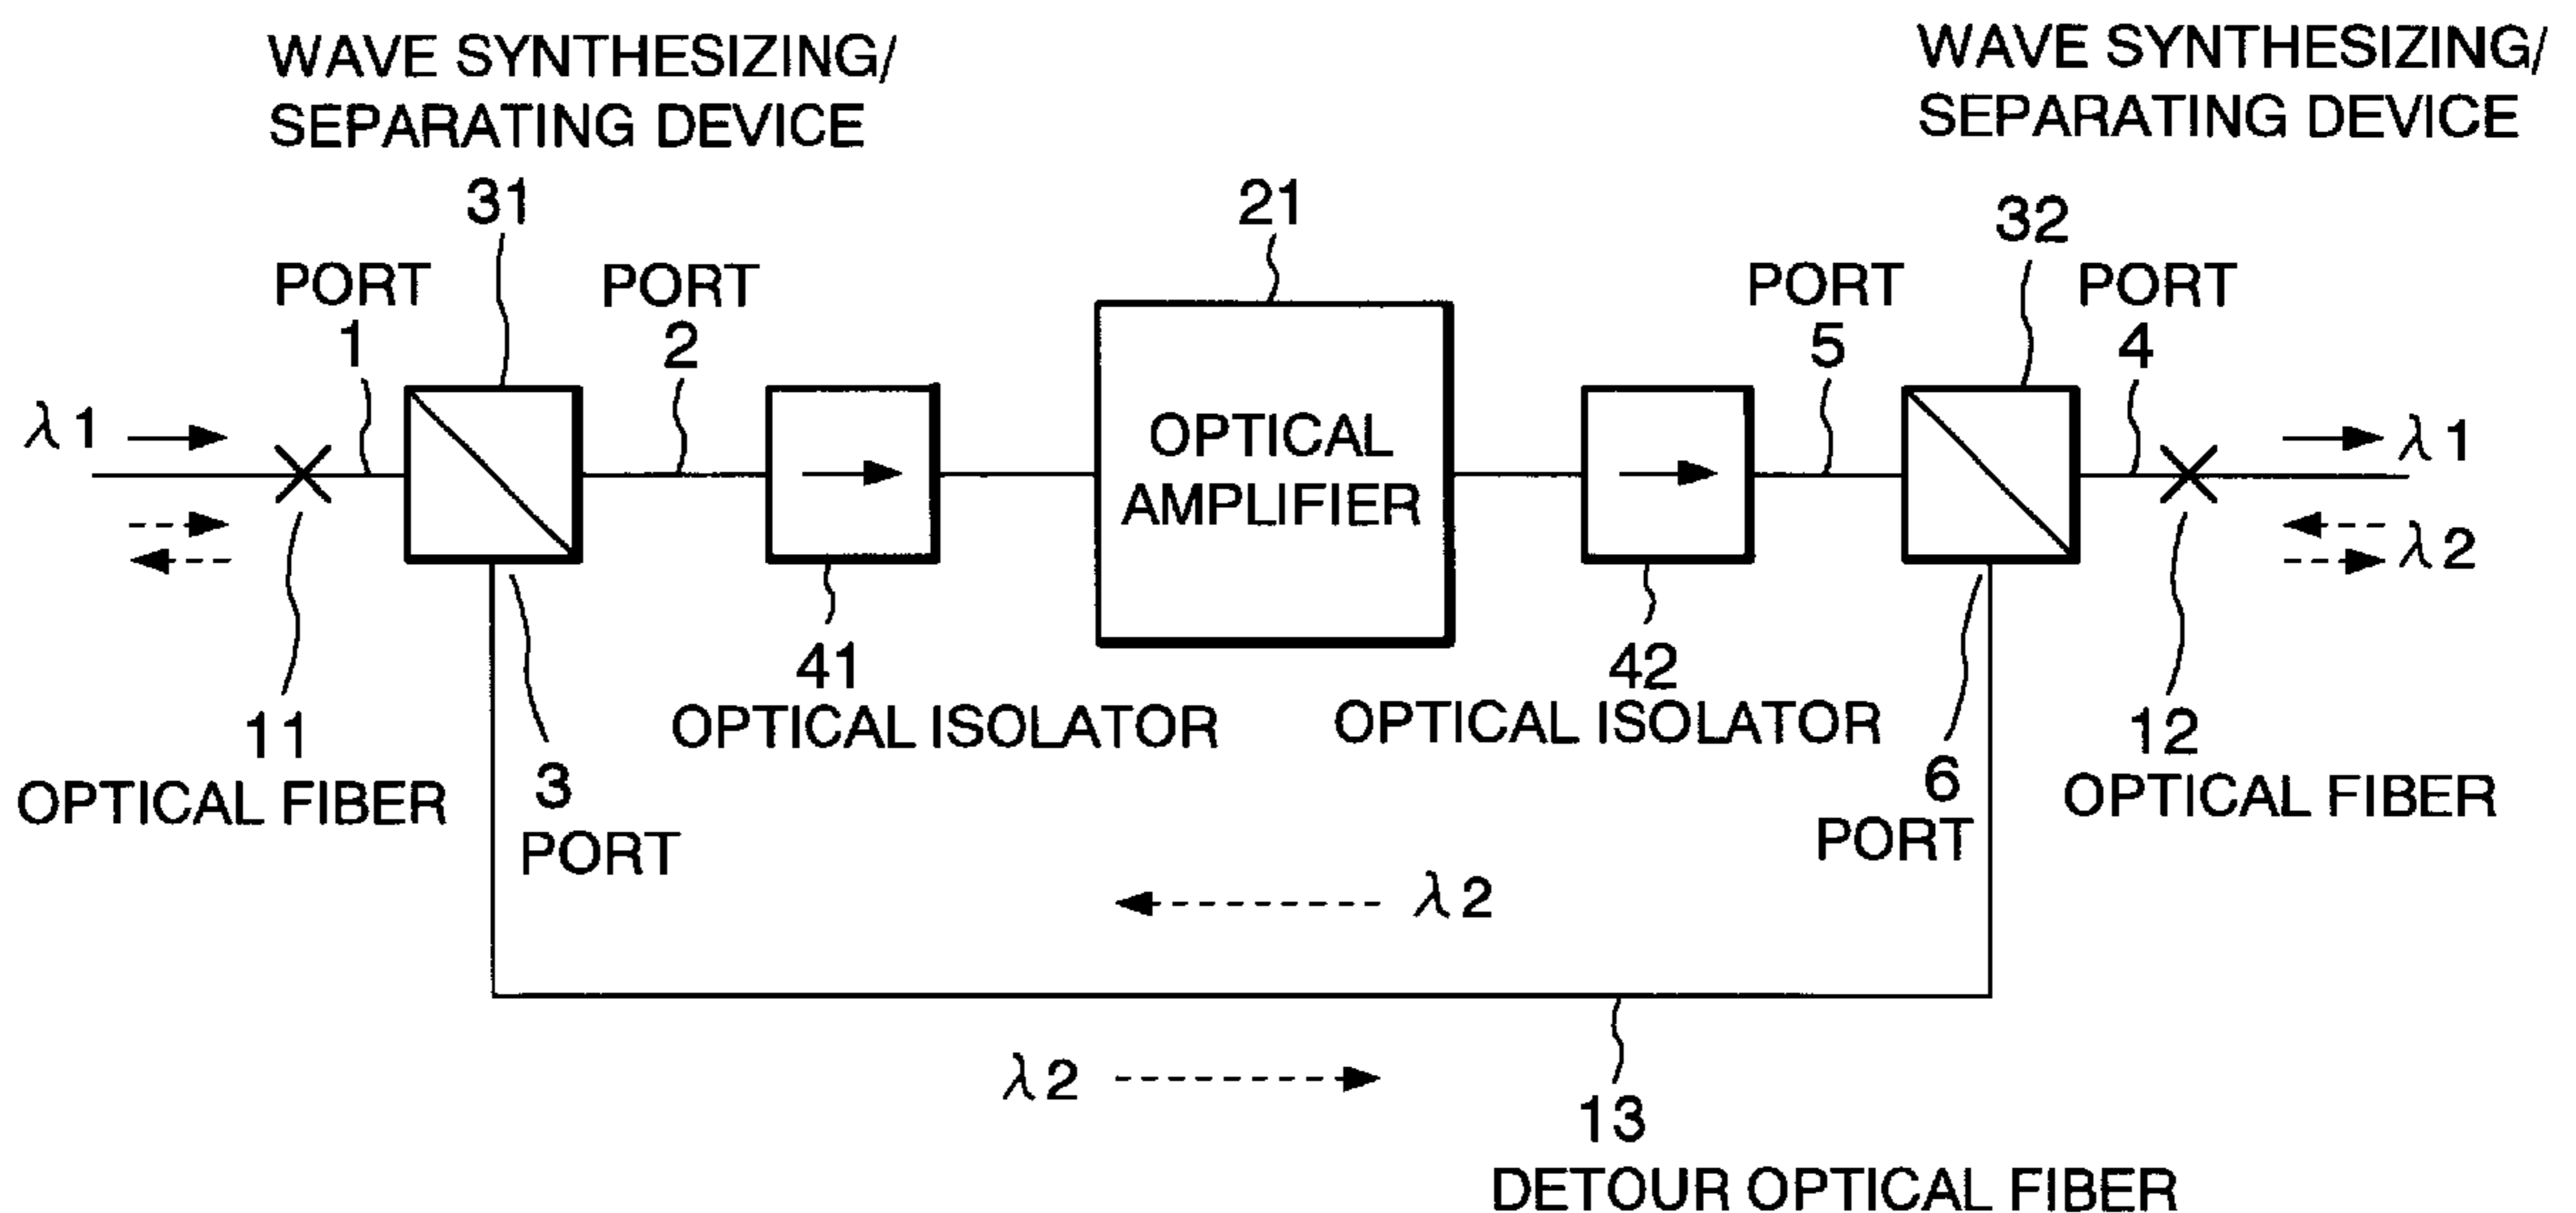 WAVE SYNTHESIZING/
SEPARATING DEVICE
31
WAVE SYNTHESIZING/
SEPARATING DEVICE
32
21
PORT
1
PORT
2
PORT
5
PORT
4
λ1
λ1
λ2
OPTICAL
AMPLIFIER
41
OPTICAL ISOLATOR
42
OPTICAL ISOLATOR
11
OPTICAL FIBER
3
PORT
6
PORT
12
OPTICAL FIBER
λ2
λ2
13
DETOUR OPTICAL FIBER